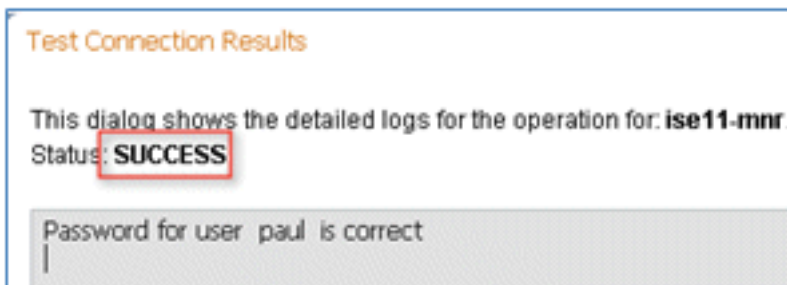 Test Connection Results
This dialog shows the detailed logs for the operation for: ise11-mnr.
Status: SUCCESS
Password for user paul is correct